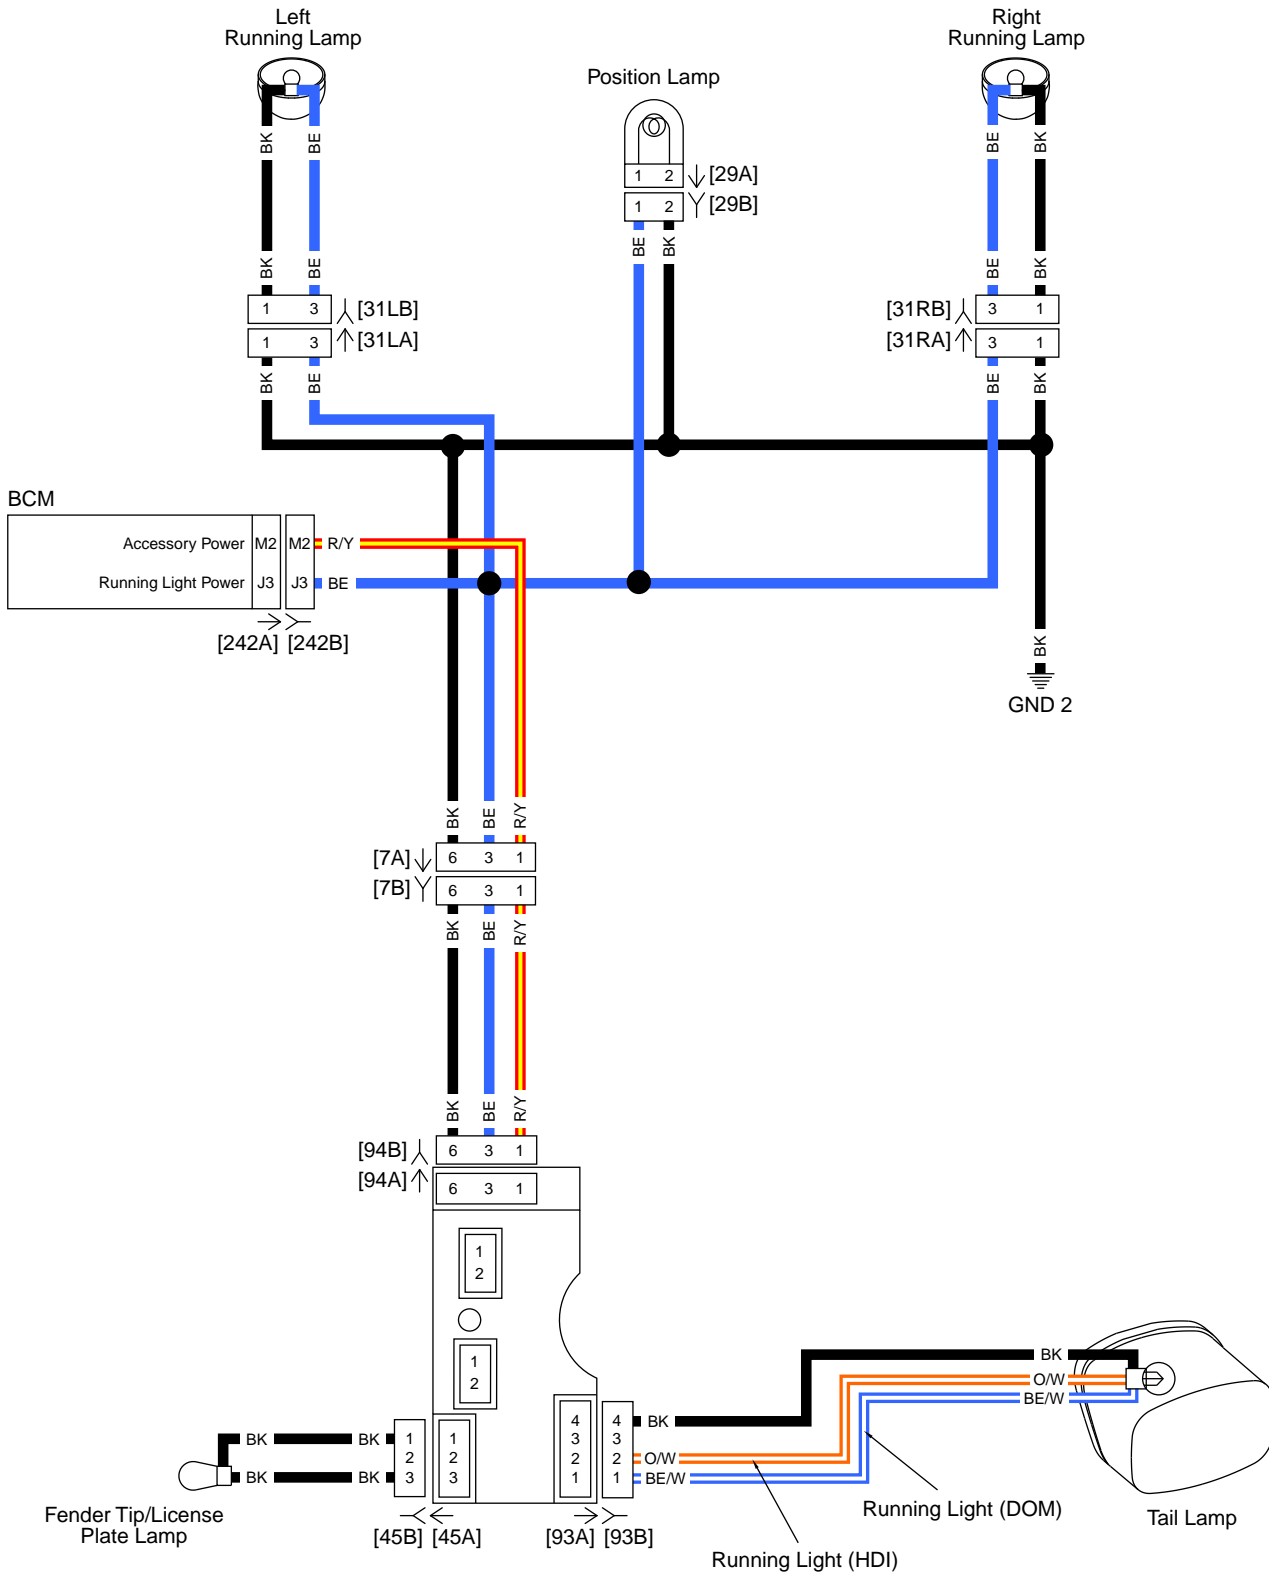 Left
Running Lamp
Right
Running Lamp
Position Lamp
BK
BE
BE
BK
1 2 [29A]
1 2 [29B]
BE
BK
BK
BE
BE
BK
1 3 [31LB]
1 3 [31LA]
[31RB] 3 1
[31RA] 3 1
BK
BE
BE
BK
BCM
Accessory Power M2 M2 R/Y
Running Light Power J3 J3 BE
[242A] [242B]
BK
GND 2
BK
BE
R/Y
[7A] 6 3 1
[7B] 6 3 1
BK
BE
R/Y
BK
BE
R/Y
[94B] 6 3 1
[94A] 6 3 1
1
2
1
2
BK
O/W
BE/W
BK BK 1 1
2 2
BK BK 3 3
4 4 BK
3 3
2 2 O/W
1 1 BE/W
Fender Tip/License
Plate Lamp
[45B] [45A]
[93A] [93B]
Running Light (DOM)
Running Light (HDI)
Tail Lamp